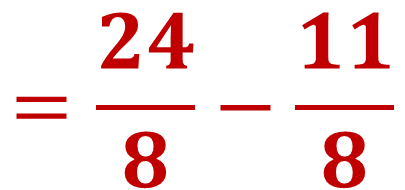 = 24/8 − 11/8